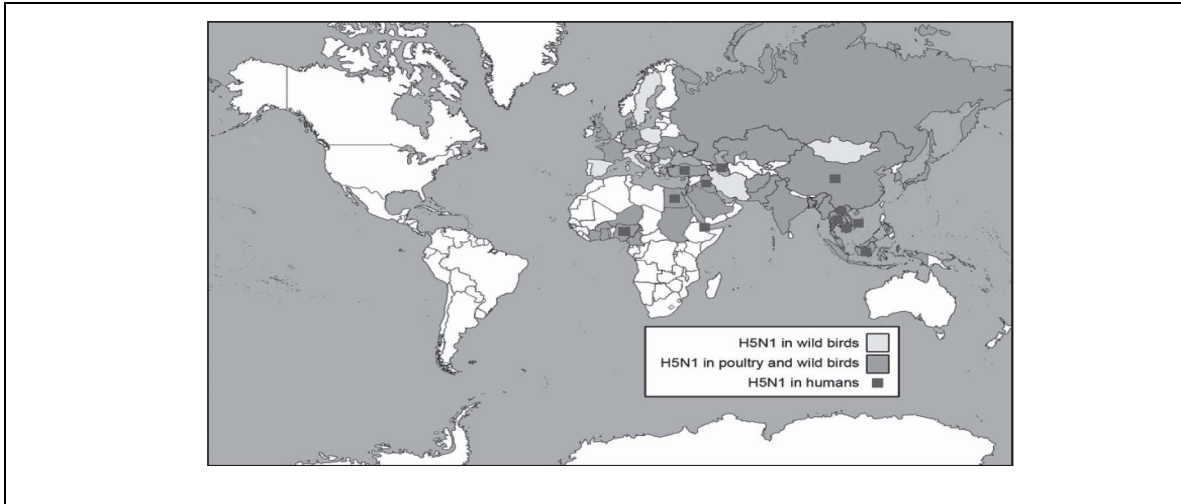 H5N1 in wild birds
H5N1 in poultry and wild birds
H5N1 in humans